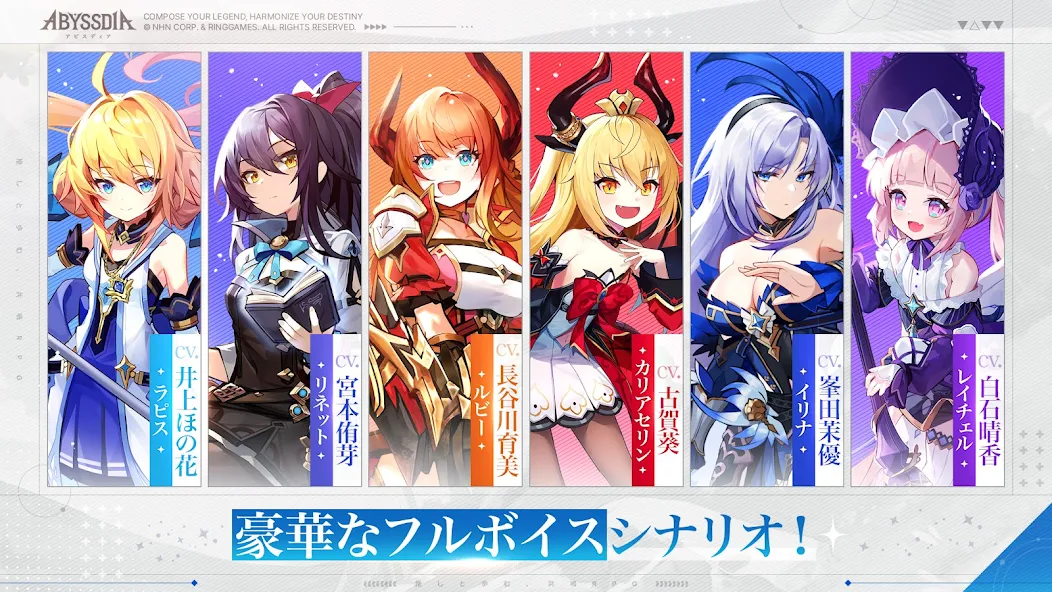 ABYSSDIA
アビスディア
COMPOSE YOUR LEGEND, HARMONIZE YOUR DESTINY
© NHN CORP. & RINGGAMES. ALL RIGHTS RESERVED.
CV. 井上ほの花
ラピス
CV. 宮本侑芽
リネット
CV. 長谷川育美
ルビー
CV. 古賀葵
カリアセリン
CV. 峯田茉優
イリナ
CV. 白石晴香
レイチェル
豪華なフルボイスシナリオ!